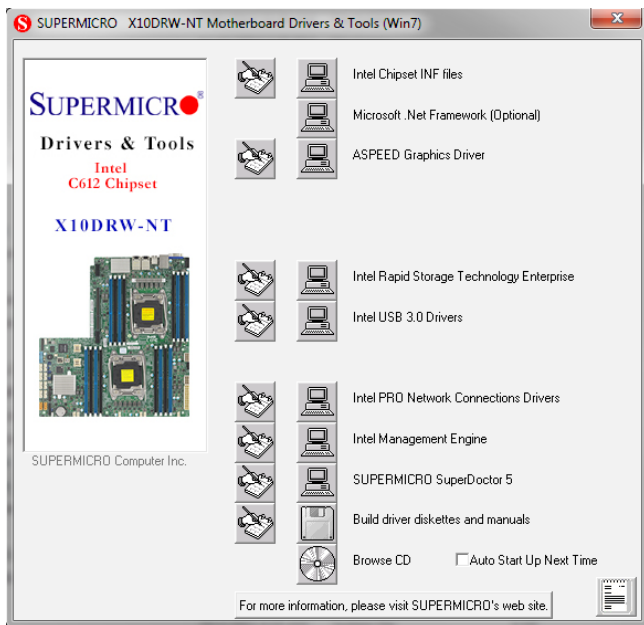 SUPERMICRO X10DRW-NT Motherboard Drivers & Tools (Win7)
SUPERMICRO®
Drivers & Tools
Intel
C612 Chipset
X10DRW-NT
SUPERMICRO Computer Inc.
Intel Chipset INF files
Microsoft .Net Framework (Optional)
ASPEED Graphics Driver
Intel Rapid Storage Technology Enterprise
Intel USB 3.0 Drivers
Intel PRO Network Connections Drivers
Intel Management Engine
SUPERMICRO SuperDoctor 5
Build driver diskettes and manuals
Browse CD
Auto Start Up Next Time
For more information, please visit SUPERMICRO's web site.